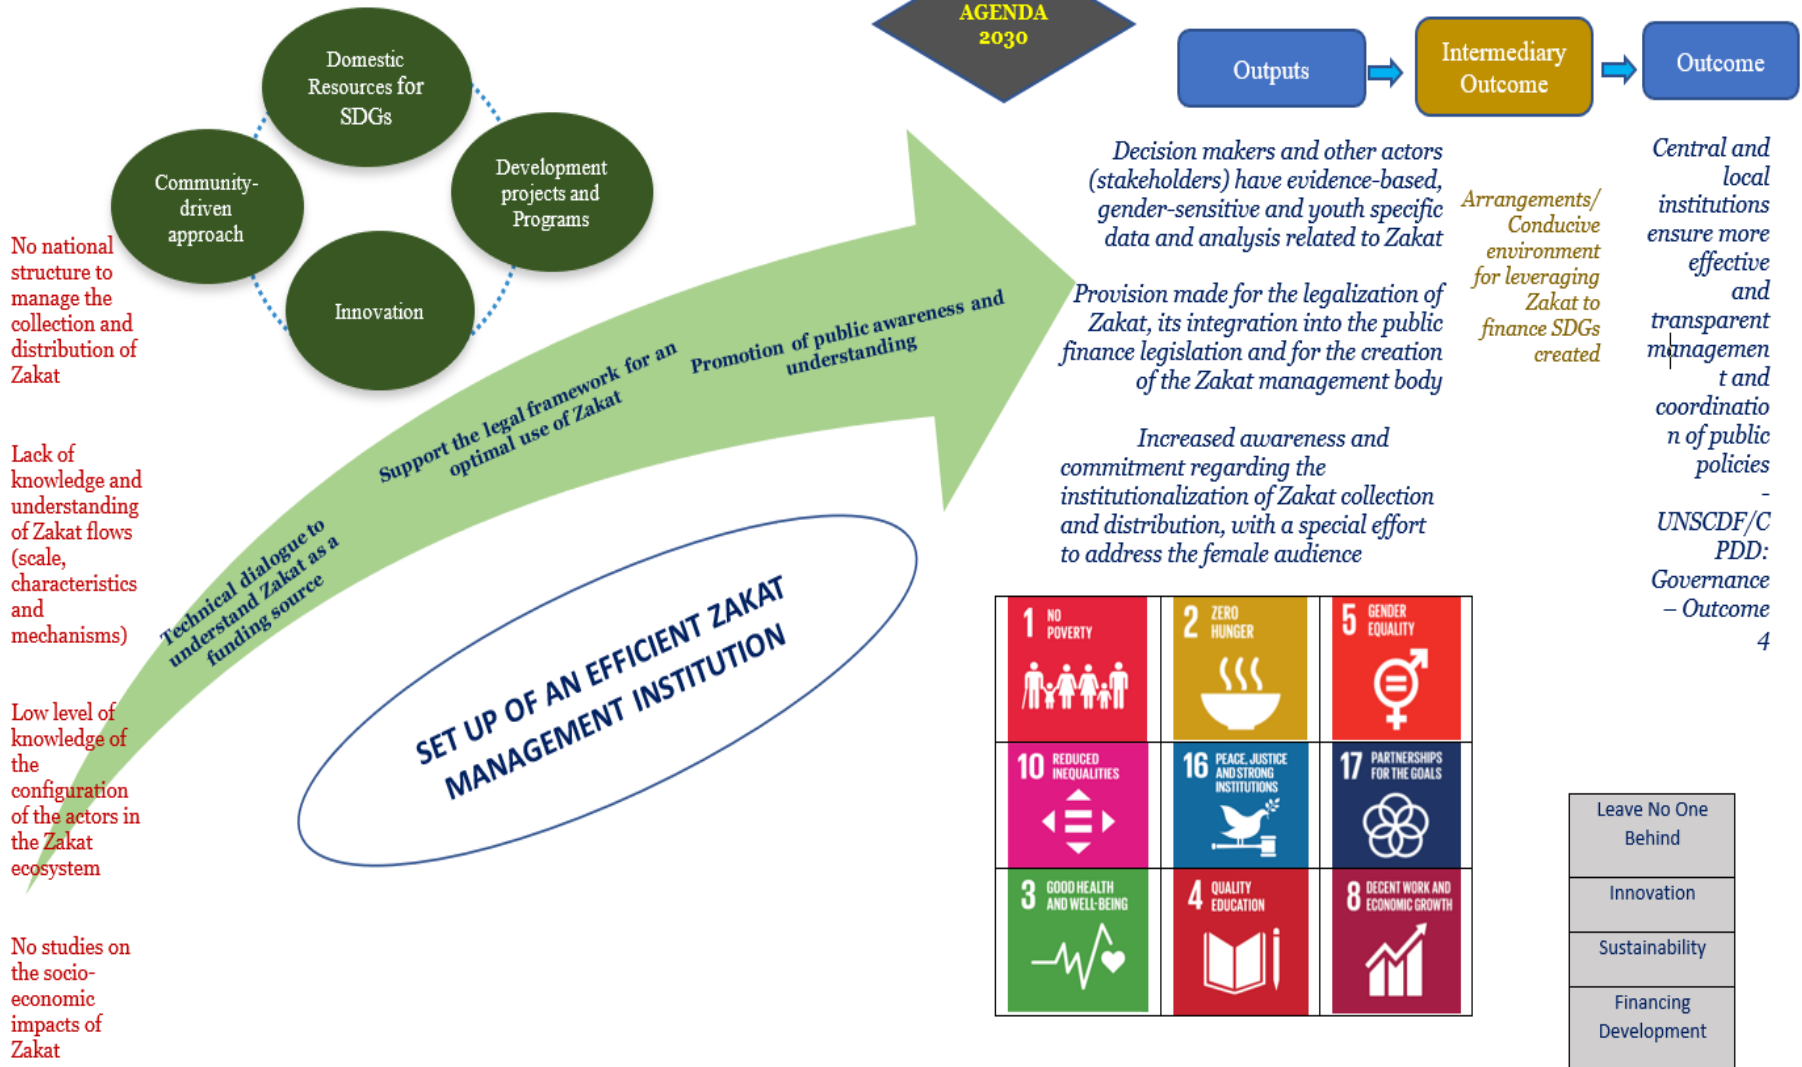 Domestic
Resources for
SDGs
Community-
driven
approach
Development
projects and
Programs
Innovation
No national
structure to
manage the
collection and
distribution of
Zakat
Lack of
knowledge and
understanding
of Zakat flows
(scale,
characteristics
and
mechanisms)
Low level of
knowledge of
the
configuration
of the actors in
the Zakat
ecosystem
No studies on
the socio-
economic
impacts of
Zakat
Technical dialogue to
understand Zakat as a
funding source
Support the legal framework for an
optimal use of Zakat
Promotion of public awareness and
understanding
SET UP OF AN EFFICIENT ZAKAT
MANAGEMENT INSTITUTION
AGENDA
2030
Outputs
Intermediary
Outcome
Outcome
Decision makers and other actors
(stakeholders) have evidence-based,
gender-sensitive and youth specific
data and analysis related to Zakat
Provision made for the legalization of
Zakat, its integration into the public
finance legislation and for the creation
of the Zakat management body
Increased awareness and
commitment regarding the
institutionalization of Zakat collection
and distribution, with a special effort
to address the female audience
Arrangements/
Conducive
environment
for leveraging
Zakat to
finance SDGs
created
Central and
local
institutions
ensure more
effective
and
transparent
managemen
t and
coordinatio
n of public
policies
-
UNSCDF/C
PDD:
Governance
– Outcome
4
1 NO
POVERTY
2 ZERO
HUNGER
5 GENDER
EQUALITY
10 REDUCED
INEQUALITIES
16 PEACE, JUSTICE
AND STRONG
INSTITUTIONS
17 PARTNERSHIPS
FOR THE GOALS
3 GOOD HEALTH
AND WELL-BEING
4 QUALITY
EDUCATION
8 DECENT WORK AND
ECONOMIC GROWTH
Leave No One
Behind
Innovation
Sustainability
Financing
Development